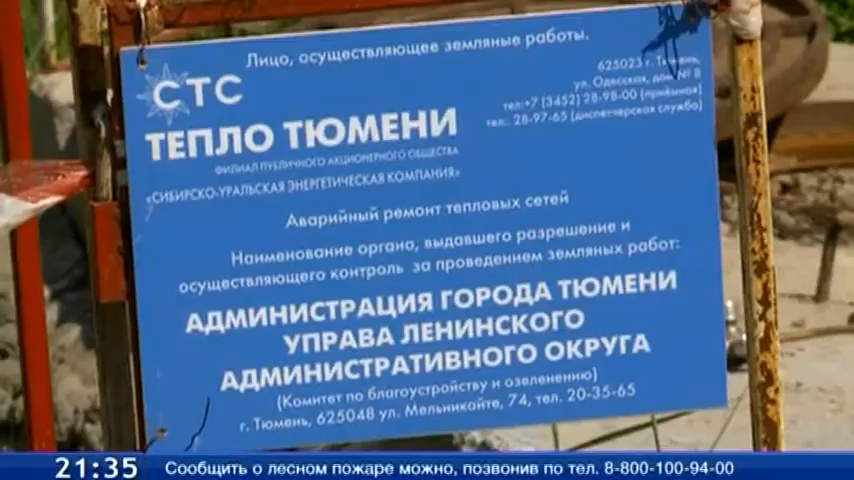 Лицо, осуществляющее земляные работы.
СТС
625023 г. Тюмень,
ул. Одесская, дом № 8
тел:+7 (3452) 28-98-00 (приёмная)
тел:. 28-97-65 (диспетчерская служба)
ТЕПЛО ТЮМЕНИ
ФИЛИАЛ ПУБЛИЧНОГО АКЦИОНЕРНОГО ОБЩЕСТВА
«СИБИРСКО-УРАЛЬСКАЯ ЭНЕРГЕТИЧЕСКАЯ КОМПАНИЯ»
Аварийный ремонт тепловых сетей
Наименование органа, выдавшего разрешение и
осуществляющего контроль за проведением земляных работ:
АДМИНИСТРАЦИЯ ГОРОДА ТЮМЕНИ
УПРАВА ЛЕНИНСКОГО
АДМИНИСТРАТИВНОГО ОКРУГА
(Комитет по благоустройству и озеленению)
г. Тюмень, 625048 ул. Мельникайте, 74, тел. 20-35-65
21:35 Сообщить о лесном пожаре можно, позвонив по тел. 8-800-100-94-00